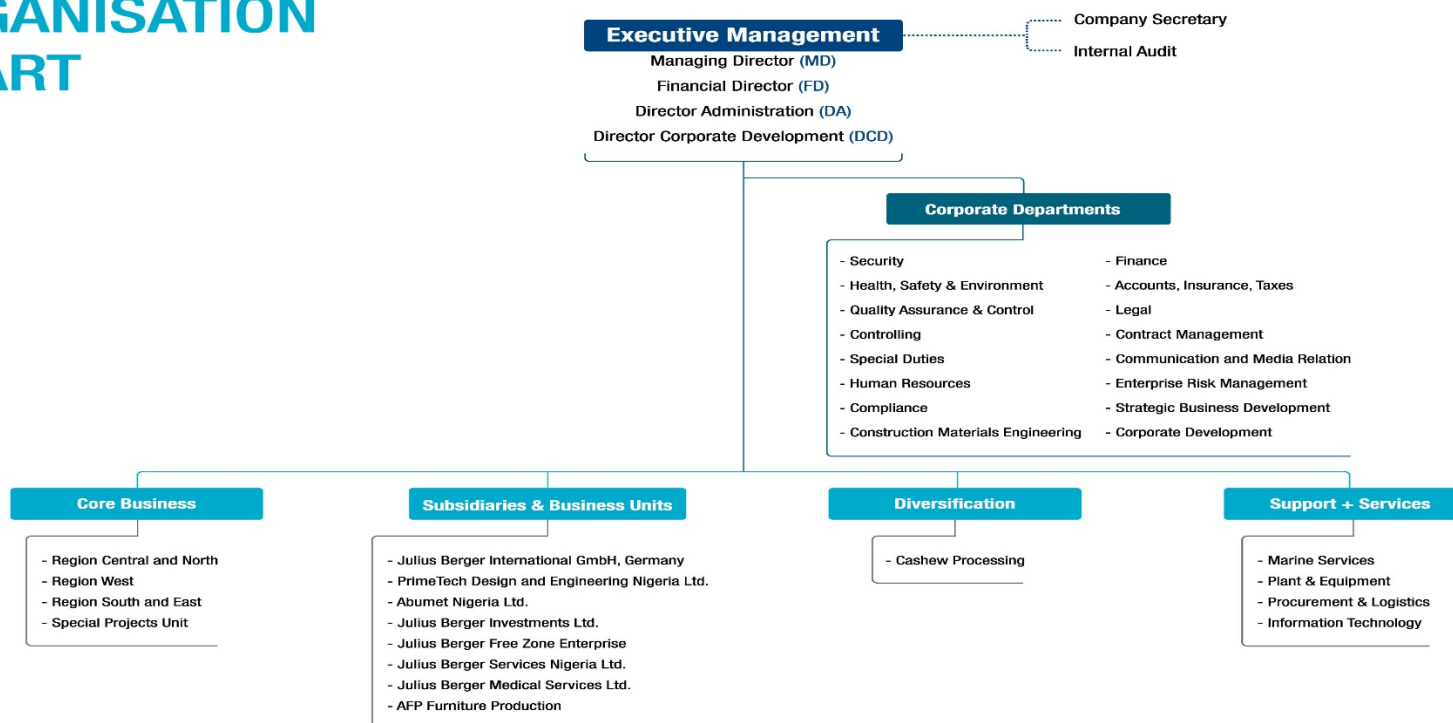 GANISATION
ART
Executive Management
Managing Director (MD)
Financial Director (FD)
Director Administration (DA)
Director Corporate Development (DCD)
Company Secretary
Internal Audit
Corporate Departments
- Security
- Health, Safety & Environment
- Quality Assurance & Control
- Controlling
- Special Duties
- Human Resources
- Compliance
- Construction Materials Engineering
- Finance
- Accounts, Insurance, Taxes
- Legal
- Contract Management
- Communication and Media Relation
- Enterprise Risk Management
- Strategic Business Development
- Corporate Development
Core Business
- Region Central and North
- Region West
- Region South and East
- Special Projects Unit
Subsidiaries & Business Units
- Julius Berger International GmbH, Germany
- PrimeTech Design and Engineering Nigeria Ltd.
- Abumet Nigeria Ltd.
- Julius Berger Investments Ltd.
- Julius Berger Free Zone Enterprise
- Julius Berger Services Nigeria Ltd.
- Julius Berger Medical Services Ltd.
- AFP Furniture Production
Diversification
- Cashew Processing
Support + Services
- Marine Services
- Plant & Equipment
- Procurement & Logistics
- Information Technology